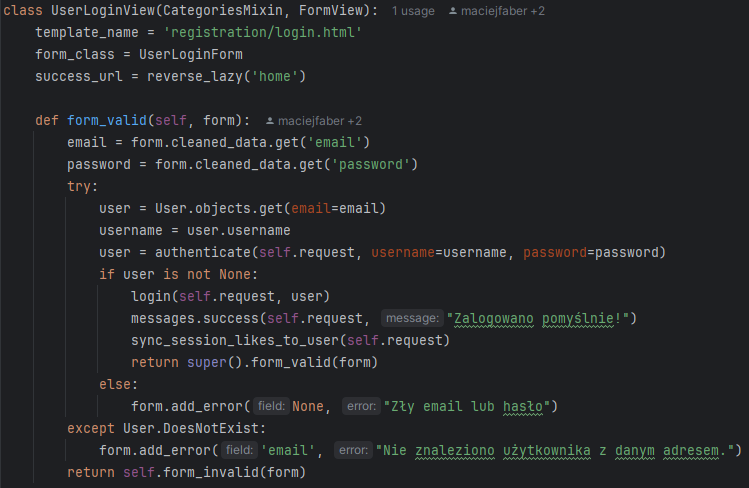 class UserLoginView(CategoriesMixin, FormView): 1 usage maciejfaber +2
template_name = 'registration/login.html'
form_class = UserLoginForm
success_url = reverse_lazy('home')
def form_valid(self, form): maciejfaber +2
email = form.cleaned_data.get('email')
password = form.cleaned_data.get('password')
try:
user = User.objects.get(email=email)
username = user.username
user = authenticate(self.request, username=username, password=password)
if user is not None:
login(self.request, user)
messages.success(self.request, message: "Zalogowano pomyślnie!")
sync_session_likes_to_user(self.request)
return super().form_valid(form)
else:
form.add_error( field: None, error: "Zły email lub hasło")
except User.DoesNotExist:
form.add_error( field: 'email', error: "Nie znaleziono użytkownika z danym adresem.")
return self.form_invalid(form)